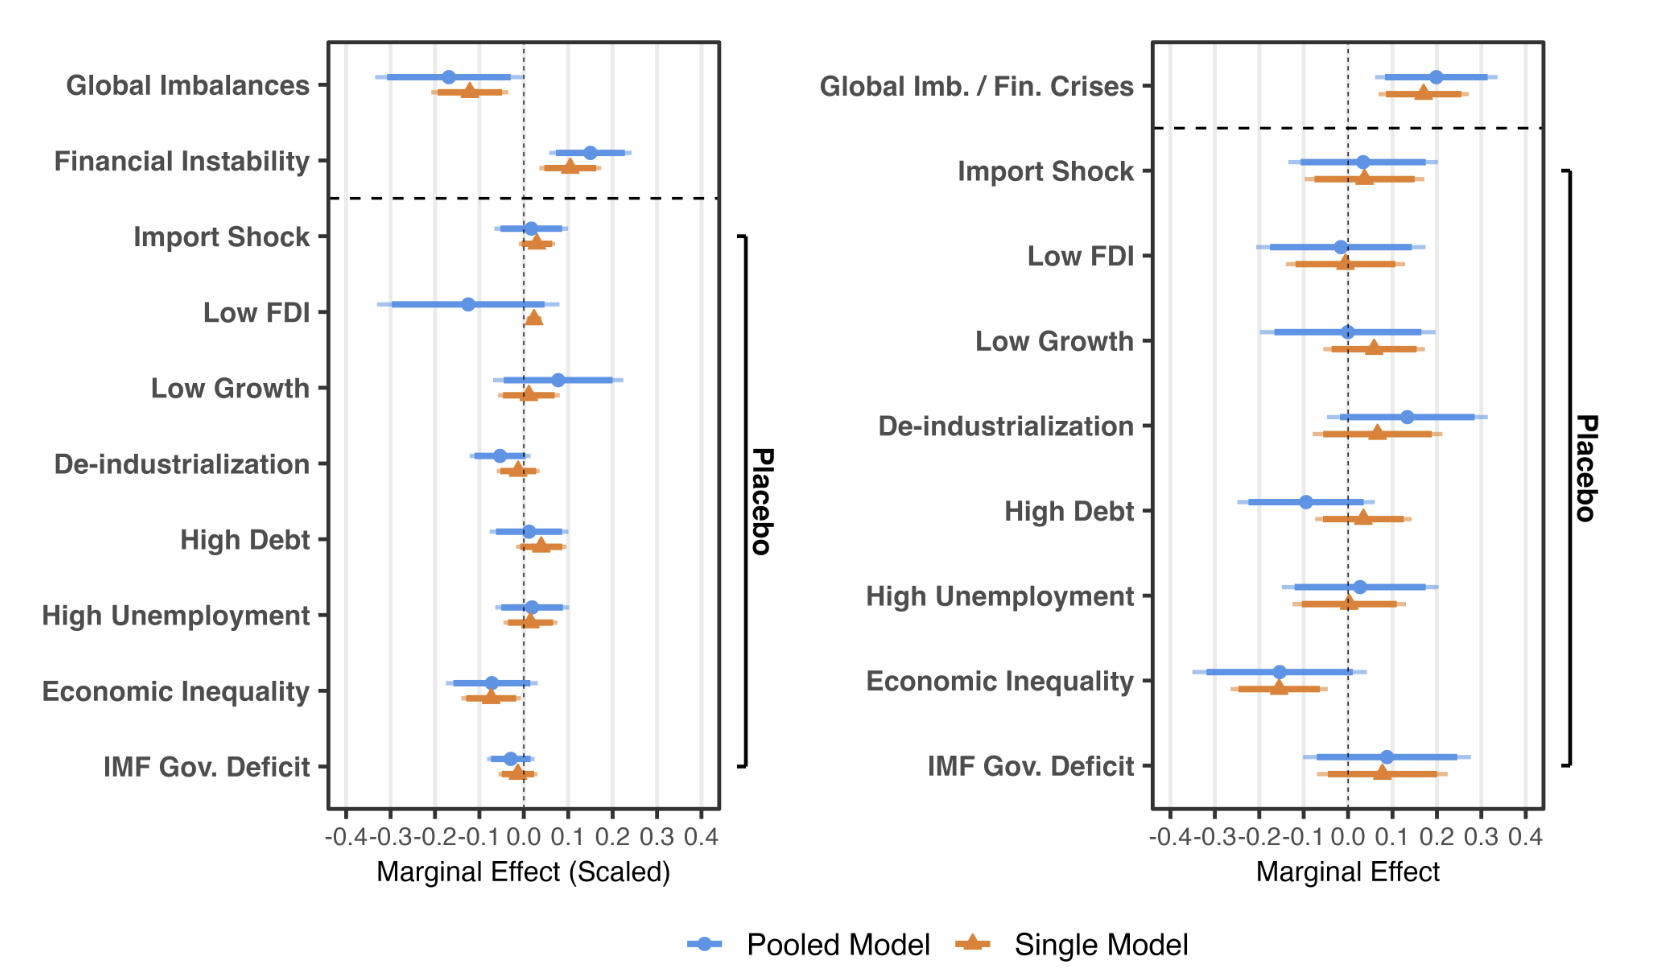 Global Imbalances
Financial Instability
Import Shock
Low FDI
Low Growth
De-industrialization
High Debt
High Unemployment
Economic Inequality
IMF Gov. Deficit
-0.4 -0.3 -0.2 -0.1 0.0 0.1 0.2 0.3 0.4
Marginal Effect (Scaled)
Placebo
Global Imb. / Fin. Crises
Import Shock
Low FDI
Low Growth
De-industrialization
High Debt
High Unemployment
Economic Inequality
IMF Gov. Deficit
-0.4 -0.3 -0.2 -0.1 0.0 0.1 0.2 0.3 0.4
Marginal Effect
Placebo
Pooled Model Single Model